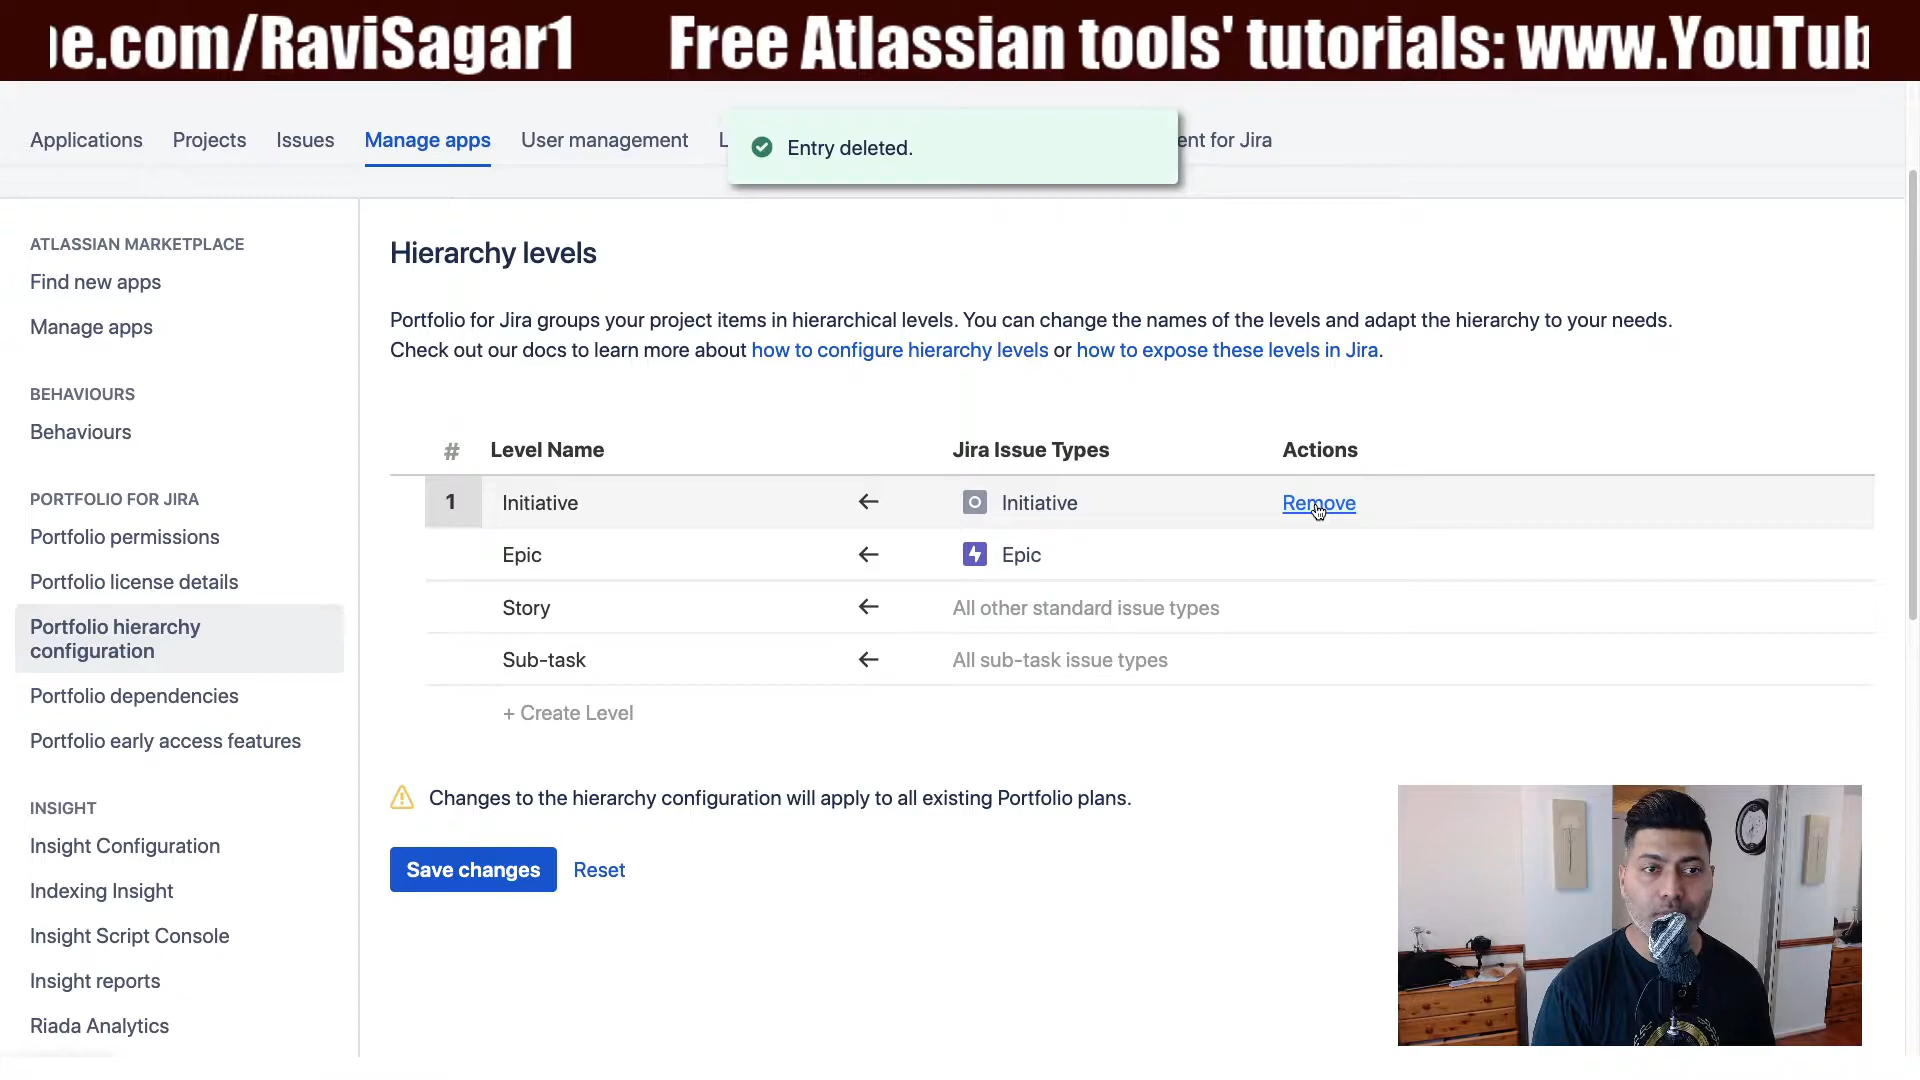 e.com/RaviSagar1 Free Atlassian tools' tutorials: www.YouTub
Applications Projects Issues Manage apps User management L ent for Jira
Entry deleted.
ATLASSIAN MARKETPLACE
Find new apps
Manage apps
BEHAVIOURS
Behaviours
PORTFOLIO FOR JIRA
Portfolio permissions
Portfolio license details
Portfolio hierarchy
configuration
Portfolio dependencies
Portfolio early access features
INSIGHT
Insight Configuration
Indexing Insight
Insight Script Console
Insight reports
Riada Analytics
Hierarchy levels
Portfolio for Jira groups your project items in hierarchical levels. You can change the names of the levels and adapt the hierarchy to your needs.
Check out our docs to learn more about how to configure hierarchy levels or how to expose these levels in Jira.
# Level Name Jira Issue Types Actions
1 Initiative ← Initiative Remove
Epic ← Epic
Story ← All other standard issue types
Sub-task ← All sub-task issue types
+ Create Level
Changes to the hierarchy configuration will apply to all existing Portfolio plans.
Save changes Reset